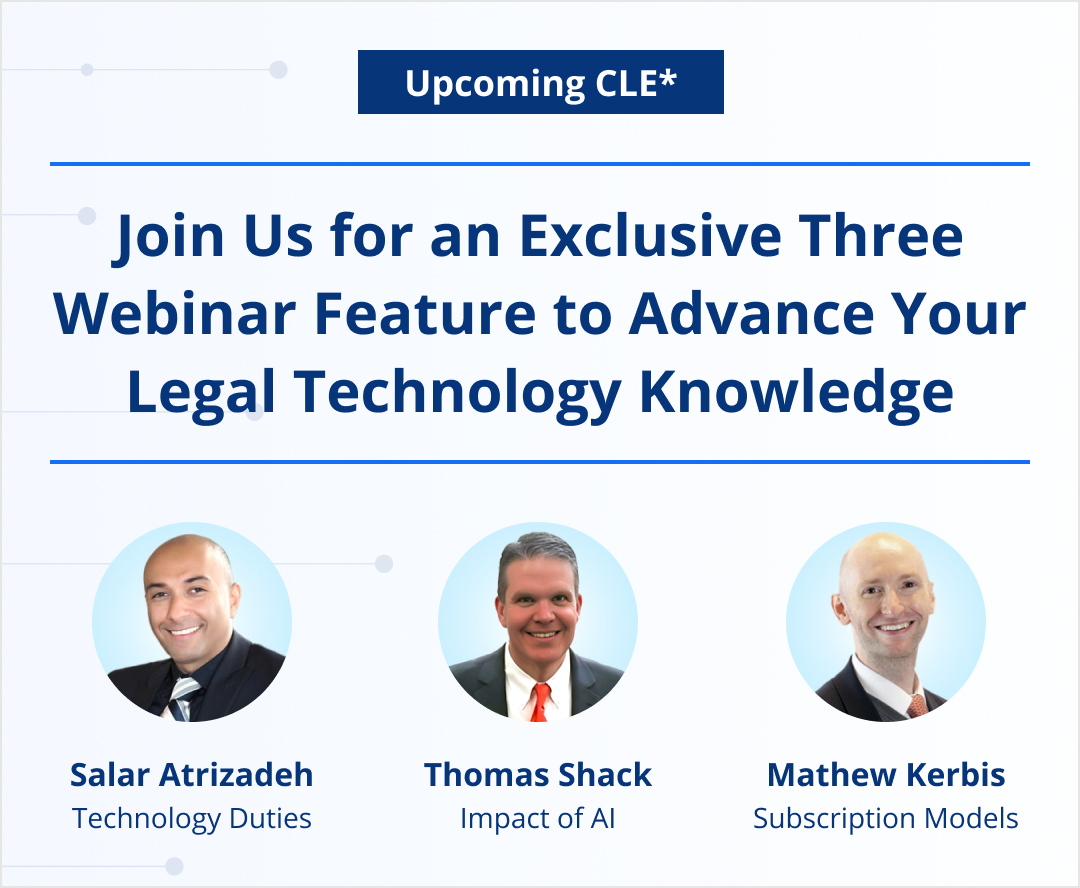 Upcoming CLE*
Join Us for an Exclusive Three
Webinar Feature to Advance Your
Legal Technology Knowledge
Salar Atrizadeh
Technology Duties
Thomas Shack
Impact of AI
Mathew Kerbis
Subscription Models